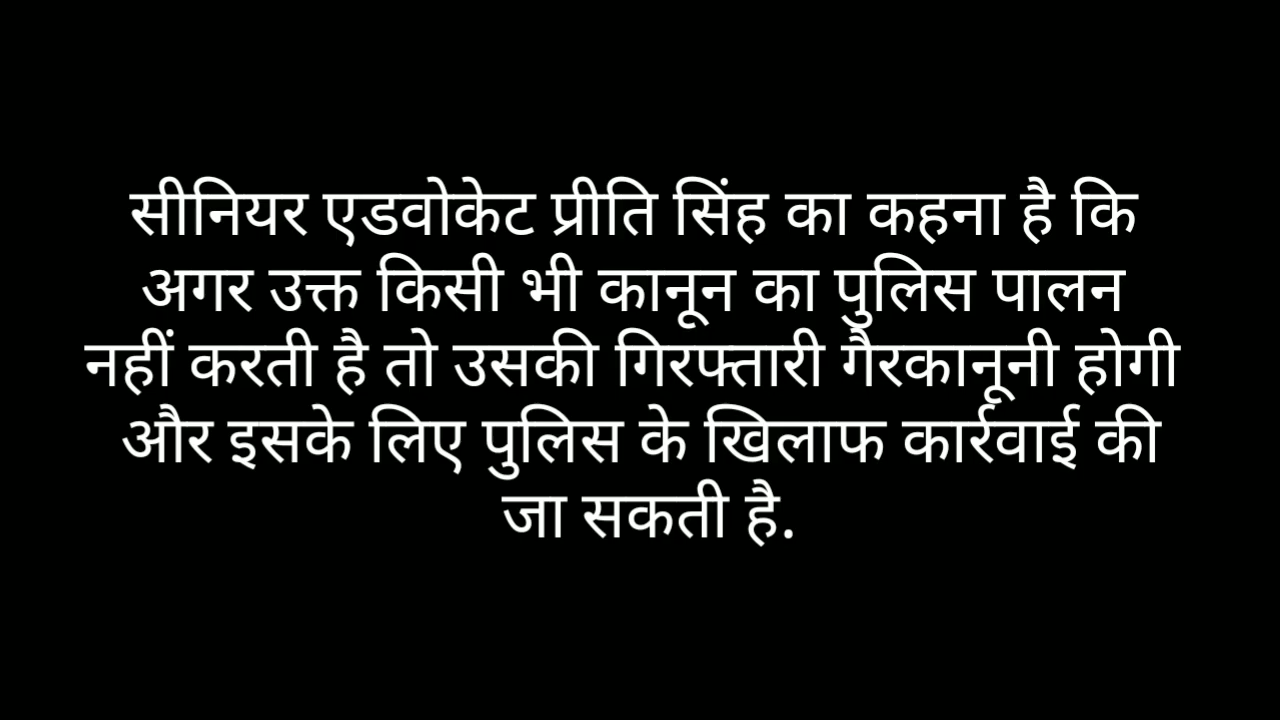 सीनियर एडवोकेट प्रीति सिंह का कहना है कि
अगर उक्त किसी भी कानून का पुलिस पालन
नहीं करती है तो उसकी गिरफ्तारी गैरकानूनी होगी
और इसके लिए पुलिस के खिलाफ कार्रवाई की
जा सकती है.